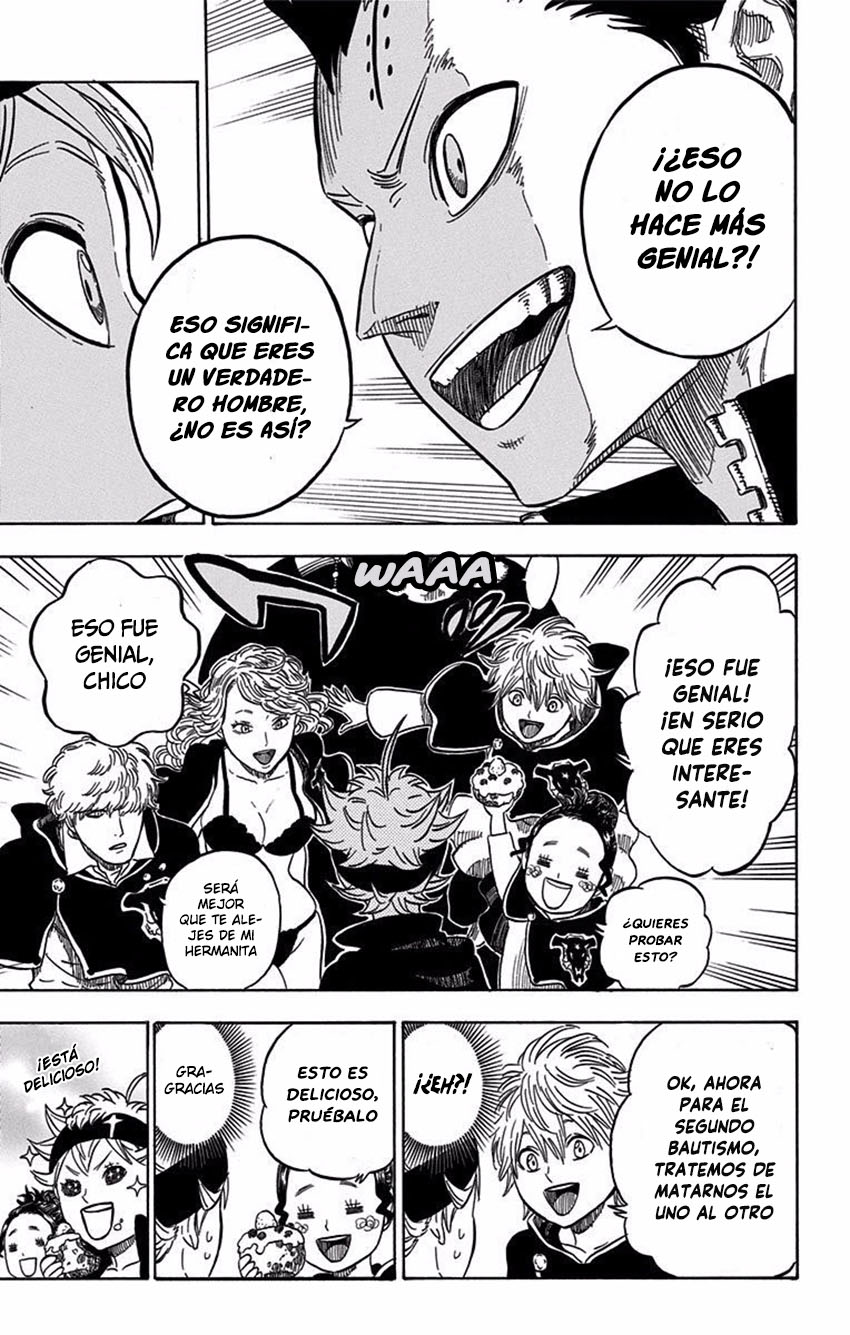 ¡¿ESO
NO LO
HACE MÁS
GENIAL?!
ESO SIGNIFI-
CA QUE ERES
UN VERDADE-
RO HOMBRE,
¿NO ES ASÍ?
WAAA
¡ESO FUE
GENIAL!
¡EN SERIO
QUE ERES
INTERE-
SANTE!
ESO FUE
GENIAL,
CHICO
¿QUIERES
PROBAR
ESTO?
SERÁ
MEJOR
QUE TE ALE-
JES DE MI
HERMANITA
OK, AHORA
PARA EL
SEGUNDO
BAUTISMO,
TRATEMOS DE
MATARNOS EL
UNO AL OTRO
¡¿EH?!
ESTO ES
DELICIOSO,
PRUÉBALO
GRA-
GRACIAS
¡ESTÁ
DELICIOSO!